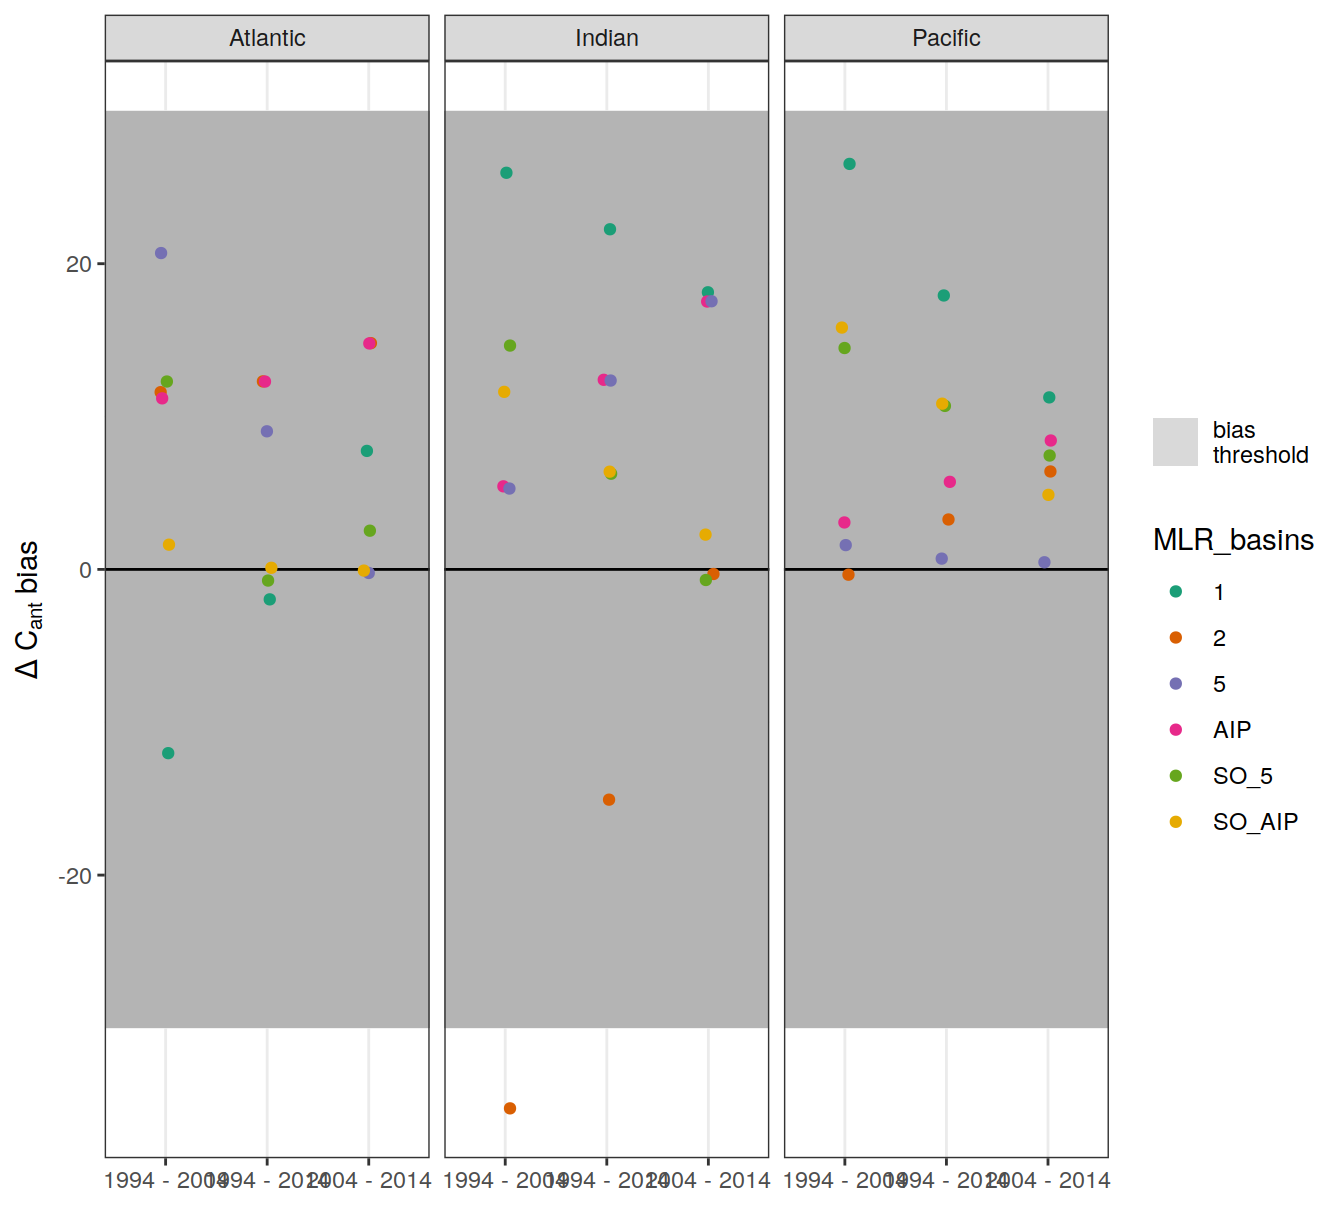 Atlantic
Indian
Pacific
20
0
-20
Δ Cant bias
1994 - 2004
1994 - 2014
2004 - 2014
1994 - 2004
1994 - 2014
2004 - 2014
1994 - 2004
1994 - 2014
2004 - 2014
bias
threshold
MLR_basins
1
2
5
AIP
SO_5
SO_AIP